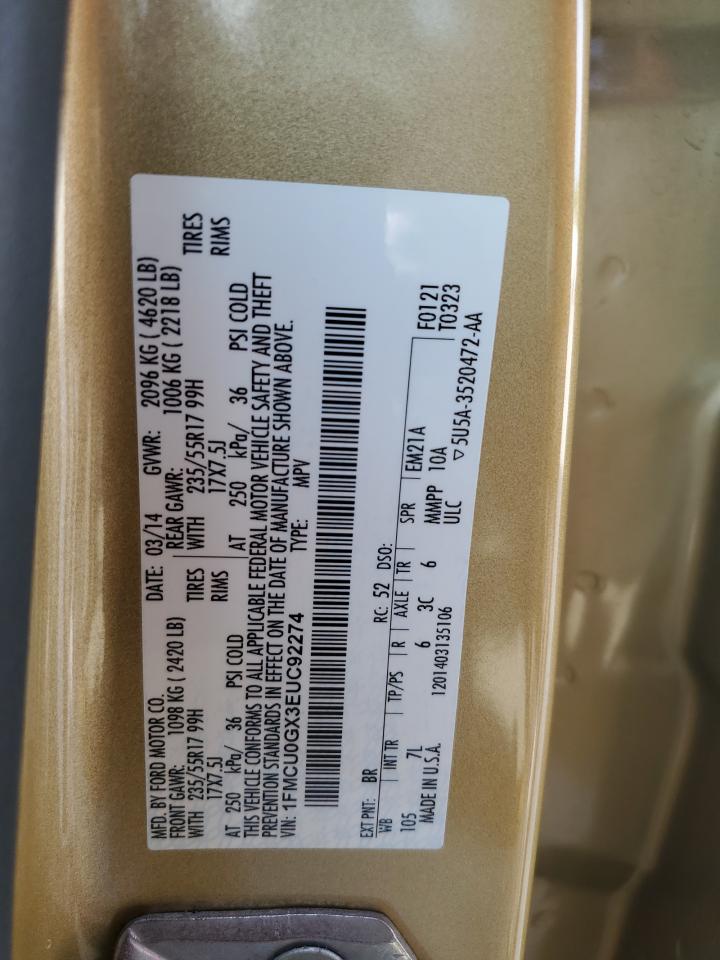 MFD. BY FORD MOTOR CO.
DATE: 03/14 GVWR: 2096 KG ( 4620 LB)
FRONT GAWR: 1098 KG ( 2420 LB) REAR GAWR: 1006 KG ( 2218 LB)
WITH 235/55R17 99H TIRES WITH 235/55R17 99H TIRES
17X7.5J RIMS 17X7.5J RIMS
AT 250 kPa/ 36 PSI COLD AT 250 kPa/ 36 PSI COLD
THIS VEHICLE CONFORMS TO ALL APPLICABLE FEDERAL MOTOR VEHICLE SAFETY AND THEFT
PREVENTION STANDARDS IN EFFECT ON THE DATE OF MANUFACTURE SHOWN ABOVE.
VIN: 1FMCU0GX3EUC92274 TYPE: MPV
EXT PNT: BR RC: 52 DSO: F0121
WB INT TR TP/PS R AXLE TR SPR EM21A T0323
105 7L 6 3C 6 MMPP 10A
MADE IN U.S.A. 1201403135106 ULC ▽5U5A-3520472-AA